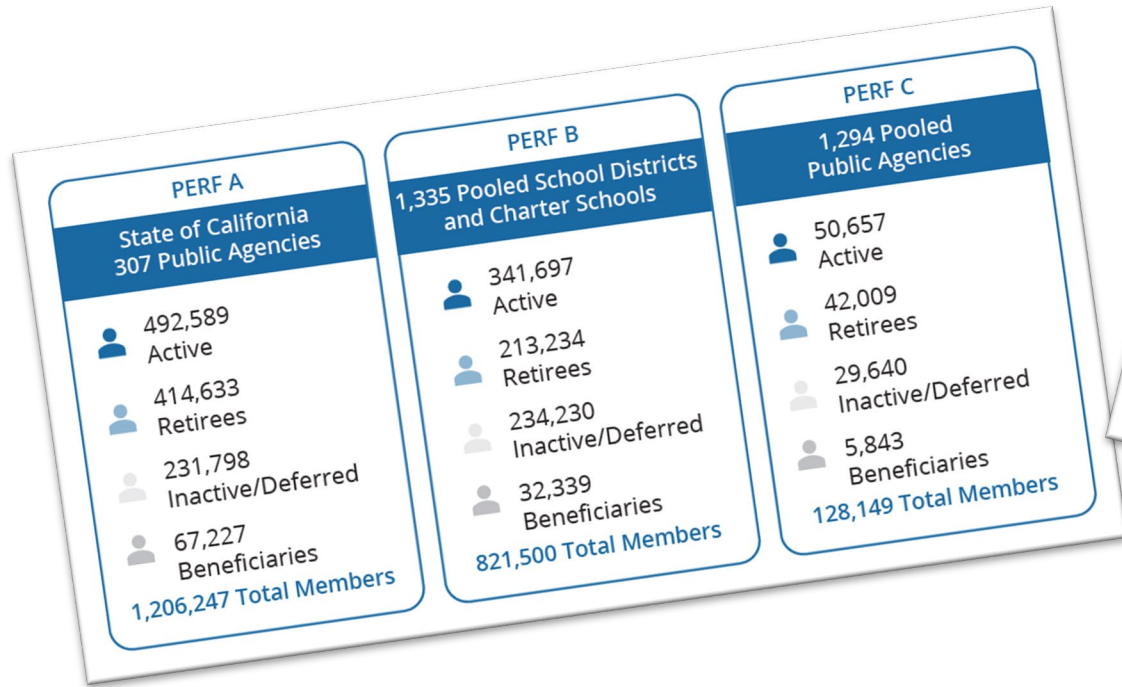 PERF A
State of California
307 Public Agencies
492,589
Active
414,633
Retirees
231,798
Inactive/Deferred
67,227
Beneficiaries
1,206,247 Total Members
PERF B
1,335 Pooled School Districts
and Charter Schools
341,697
Active
213,234
Retirees
234,230
Inactive/Deferred
32,339
Beneficiaries
821,500 Total Members
PERF C
1,294 Pooled
Public Agencies
50,657
Active
42,009
Retirees
29,640
Inactive/Deferred
5,843
Beneficiaries
128,149 Total Members